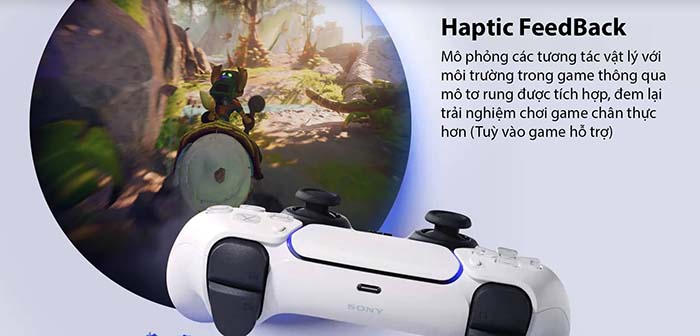 Haptic FeedBack
Mô phỏng các tương tác vật lý với
môi trường trong game thông qua
mô tơ rung được tích hợp, đem lại
trải nghiệm chơi game chân thực
hơn (Tuỳ vào game hỗ trợ)
SONY